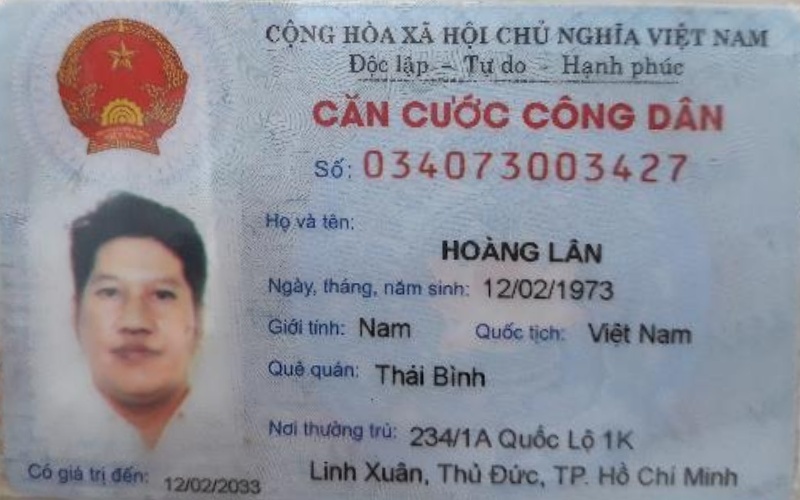 CỘNG HÒA XÃ HỘI CHỦ NGHĨA VIỆT NAM
Độc lập - Tự do - Hạnh phúc
CĂN CƯỚC CÔNG DÂN
Số: 034073003427
Họ và tên:
HOÀNG LÂN
Ngày, tháng, năm sinh: 12/02/1973
Giới tính: Nam Quốc tịch: Việt Nam
Quê quán: Thái Bình
Nơi thường trú: 234/1A Quốc Lộ 1K
Linh Xuân, Thủ Đức, TP. Hồ Chí Minh
Có giá trị đến: 12/02/2033